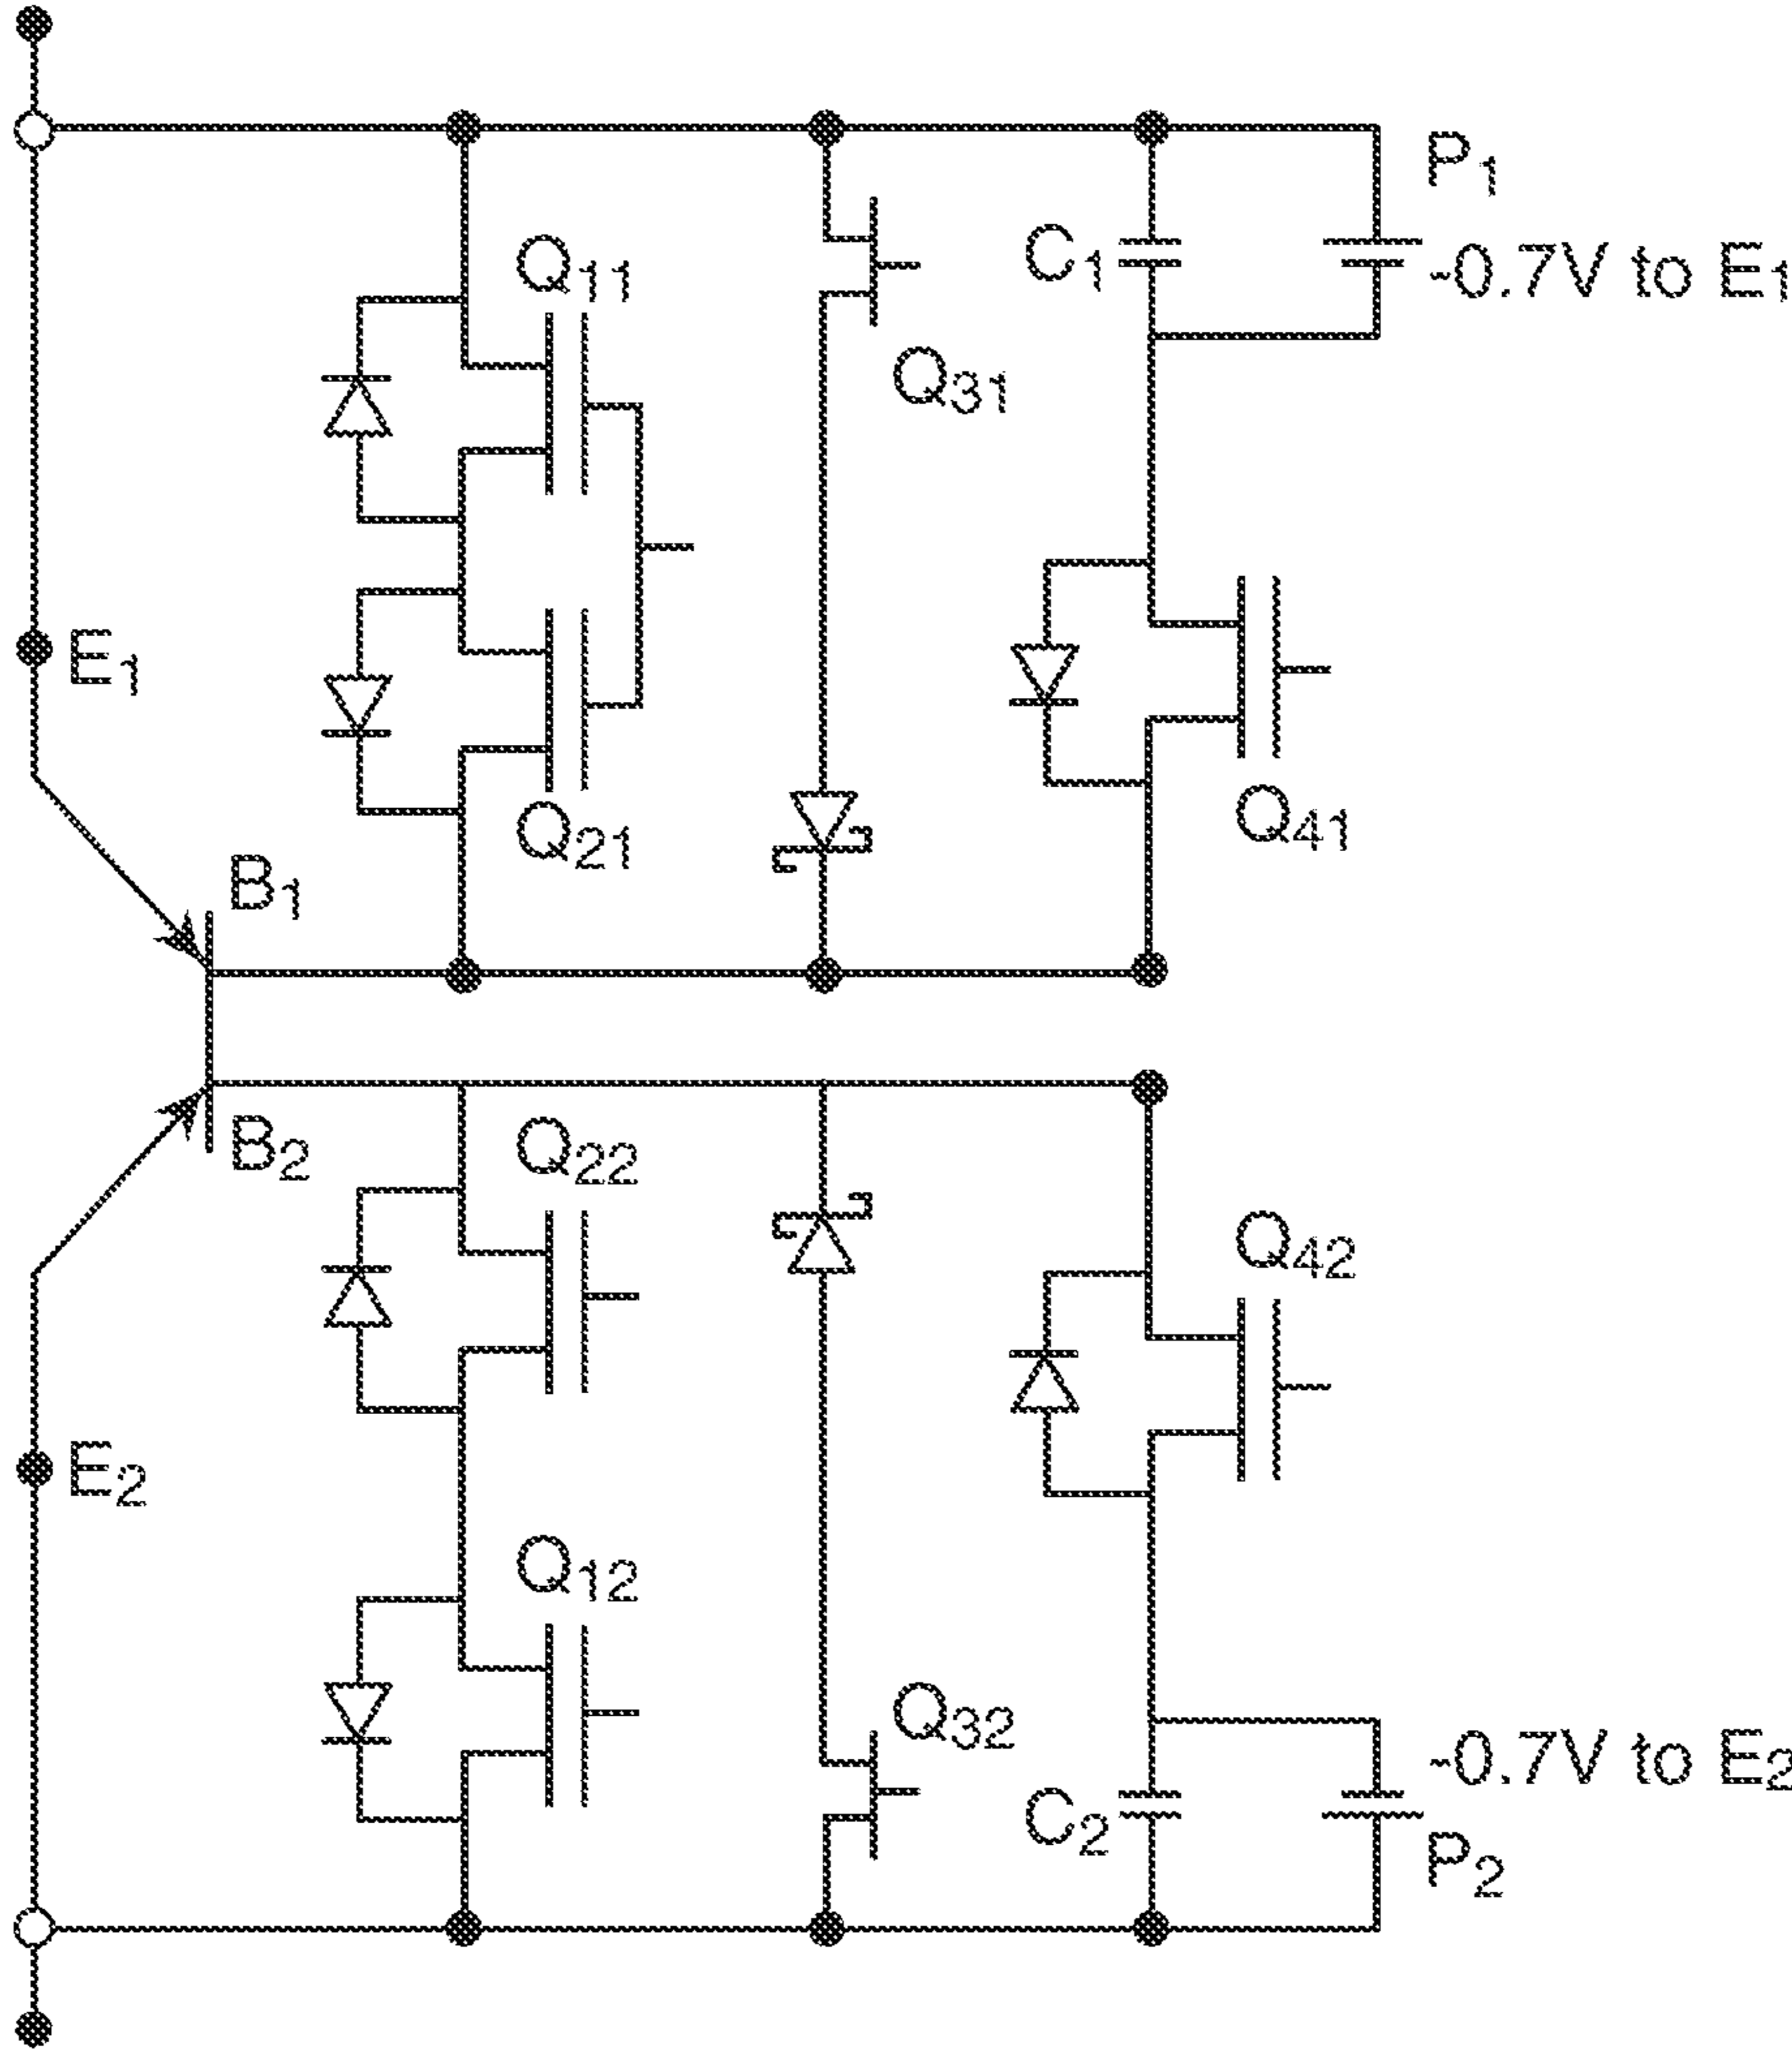 P1
Q11
C1
-0.7V to E1
Q31
E1
Q41
Q21
B1
B2
Q22
Q42
E2
Q12
Q32
-0.7V to E2
C2
P2